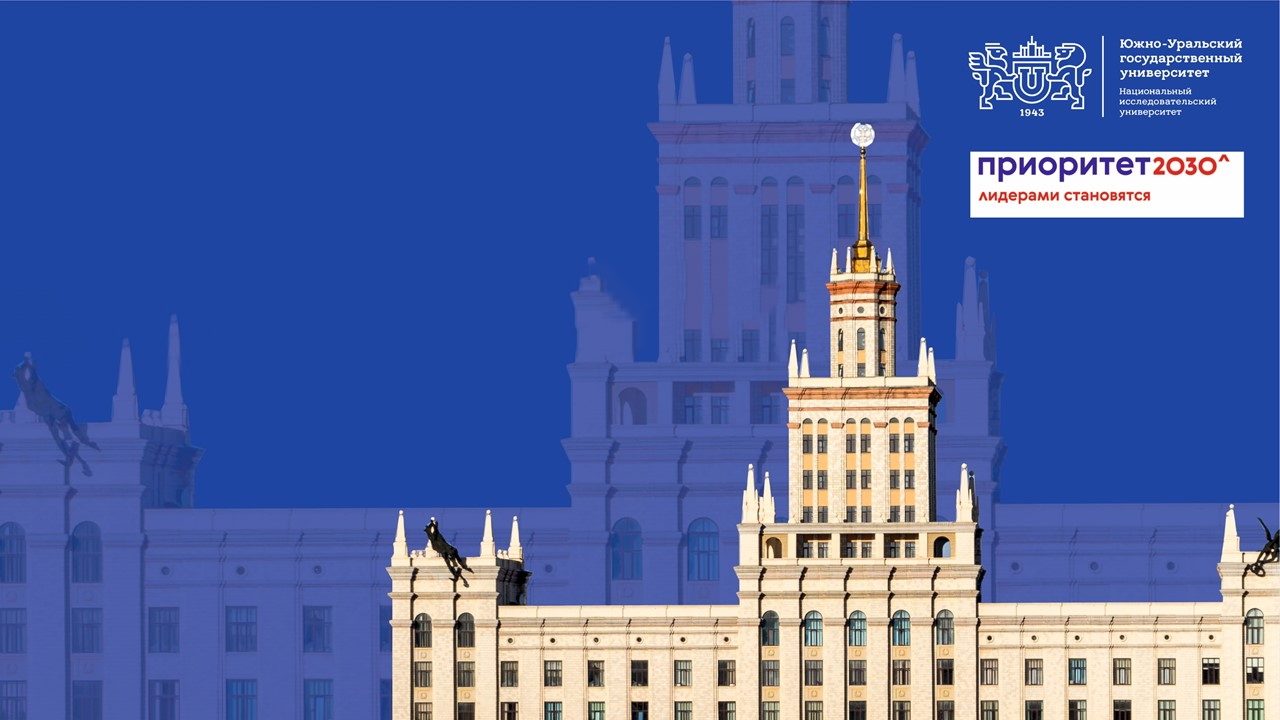 Южно-Уральский
государственный
университет
Национальный
исследовательский
университет
1943
приоритет2030^
лидерами становятся